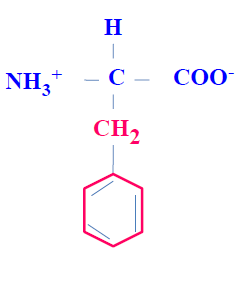 H
NH₃⁺ – C – COO⁻
CH₂